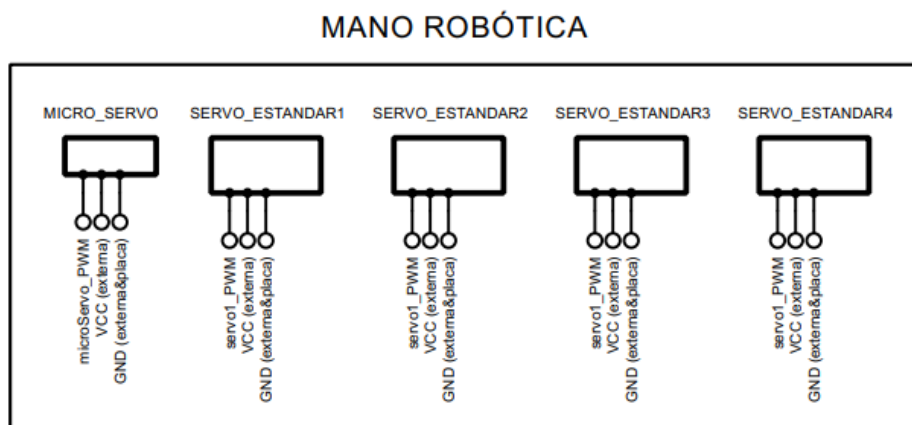 MANO ROBÓTICA
MICRO_SERVO
SERVO_ESTANDAR1
SERVO_ESTANDAR2
SERVO_ESTANDAR3
SERVO_ESTANDAR4
microServo_PWM
VCC (externa)
GND (externa&placa)
servo1_PWM
VCC (externa)
GND (externa&placa)
servo1_PWM
VCC (externa)
GND (externa&placa)
servo1_PWM
VCC (externa)
GND (externa&placa)
servo1_PWM
VCC (externa)
GND (externa&placa)